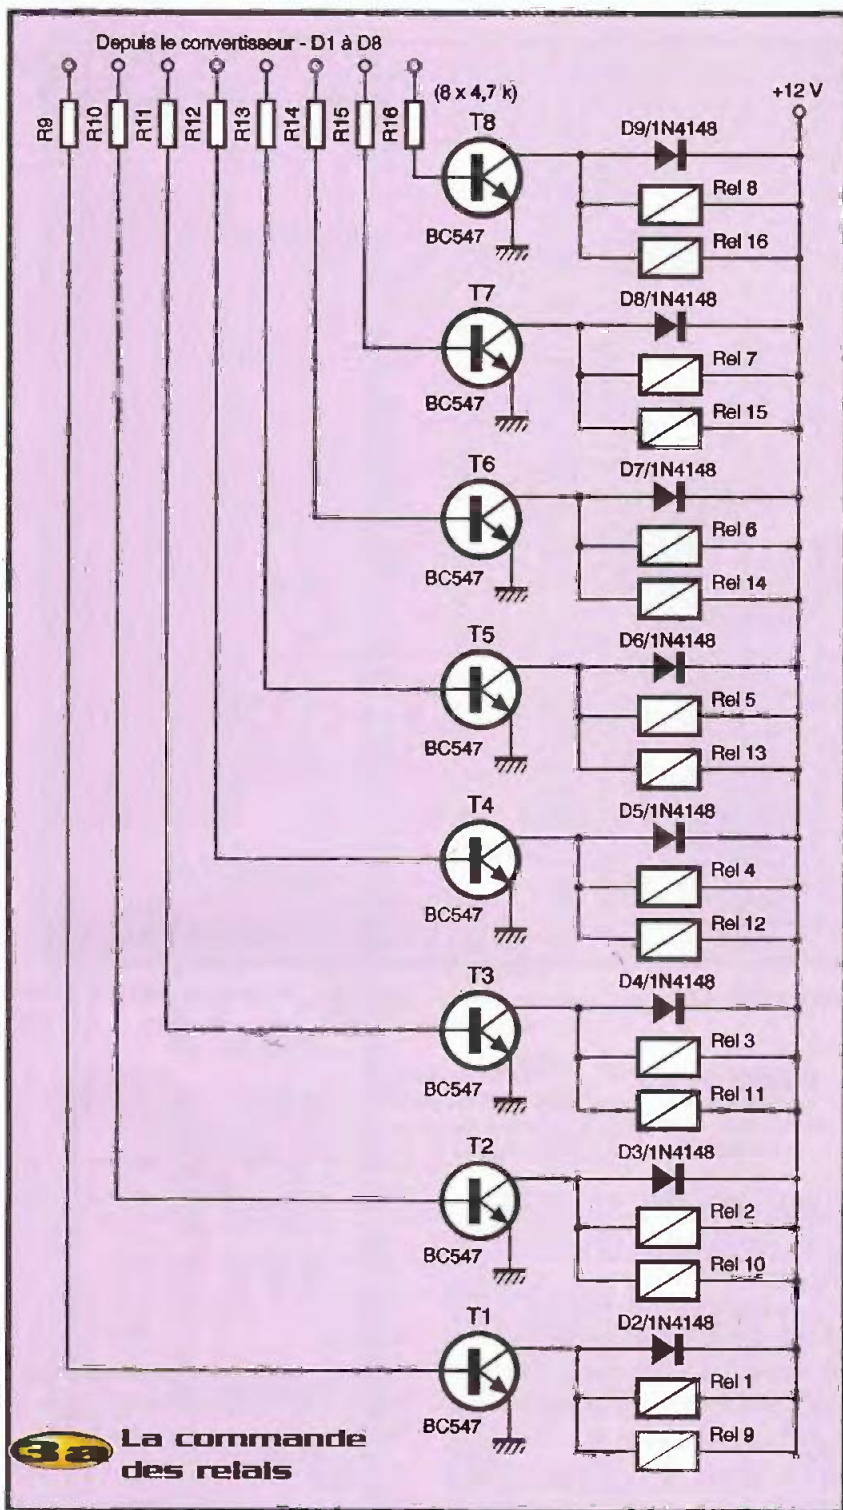 Depuis le convertisseur - D1 à D8
R9
R10
R11
R12
R13
R14
R15
R16
(8 x 4,7 k)
+12 V
T8
BC547
D9/1N4148
Rel 8
Rel 16
T7
BC547
D8/1N4148
Rel 7
Rel 15
T6
BC547
D7/1N4148
Rel 6
Rel 14
T5
BC547
D6/1N4148
Rel 5
Rel 13
T4
BC547
D5/1N4148
Rel 4
Rel 12
T3
BC547
D4/1N4148
Rel 3
Rel 11
T2
BC547
D3/1N4148
Rel 2
Rel 10
T1
BC547
D2/1N4148
Rel 1
Rel 9
3a
La commande
des relais